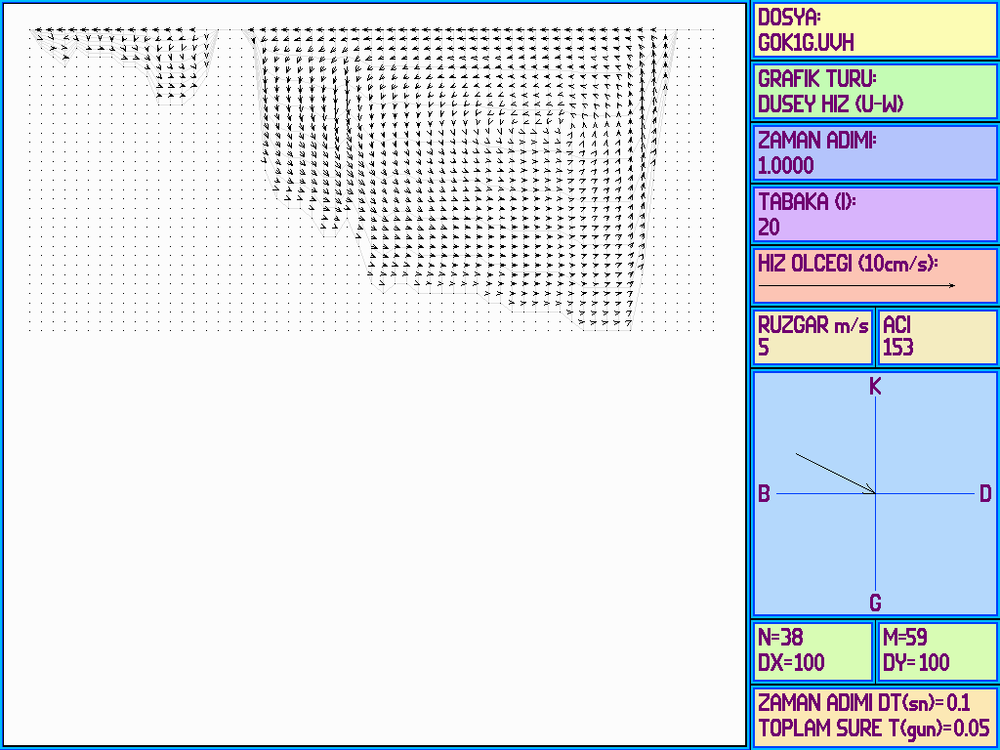 DOSYA:
GOK1G.UVH
GRAFIK TURU:
DUSEY HIZ (U-W)
ZAMAN ADIMI:
1.0000
TABAKA (I):
20
HIZ OLCEGI (10cm/s):
RUZGAR m/s
5
ACI
153
K
B
D
G
N=38
DX=100
M=59
DY=100
ZAMAN ADIMI DT(sn)=0.1
TOPLAM SURE T(gun)=0.05